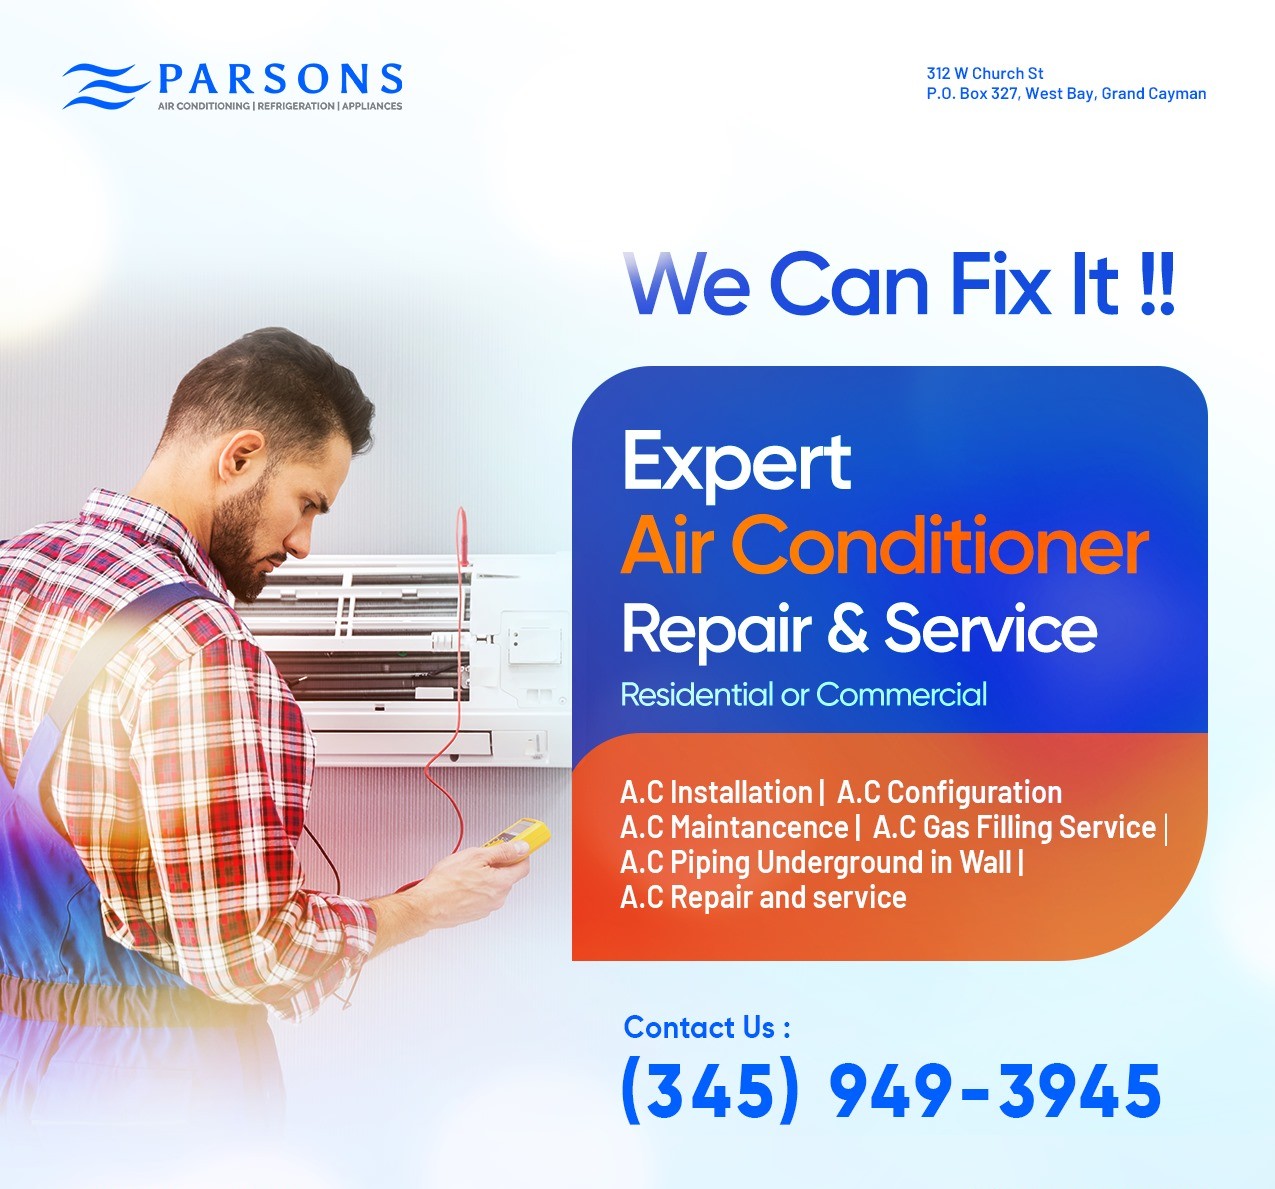 PARSONS
AIR CONDITIONING | REFRIGERATION | APPLIANCES
312 W Church St
P.O. Box 327, West Bay, Grand Cayman
We Can Fix It !!
Expert
Air Conditioner
Repair & Service
Residential or Commercial
A.C Installation | A.C Configuration
A.C Maintancence | A.C Gas Filling Service |
A.C Piping Underground in Wall |
A.C Repair and service
Contact Us :
(345) 949-3945